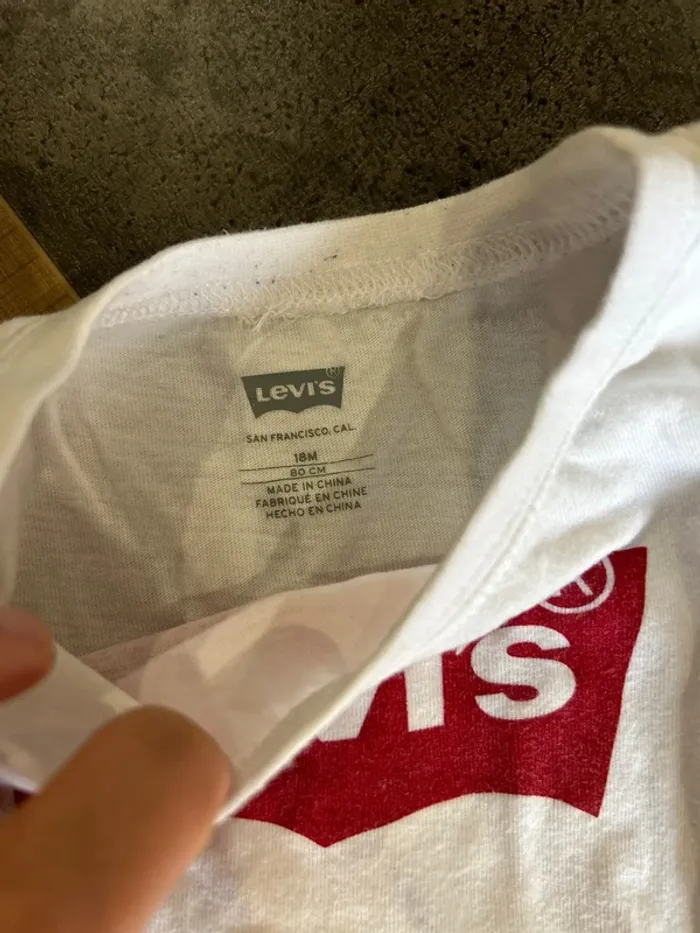 LEVI'S®
SAN FRANCISCO, CAL.
18M
80 CM
MADE IN CHINA
FABRIQUÉ EN CHINE
HECHO EN CHINA
VI'S